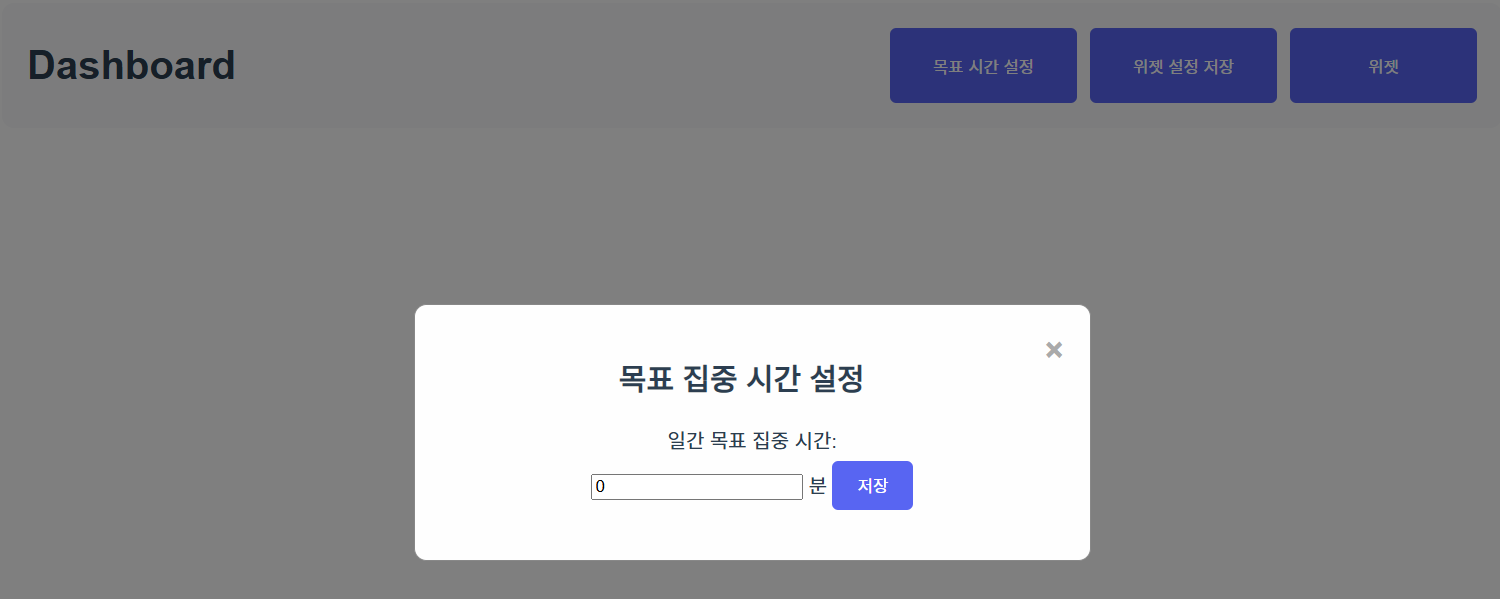 Dashboard
목표 시간 설정
위젯 설정 저장
위젯
×
목표 집중 시간 설정
일간 목표 집중 시간:
0 분 저장